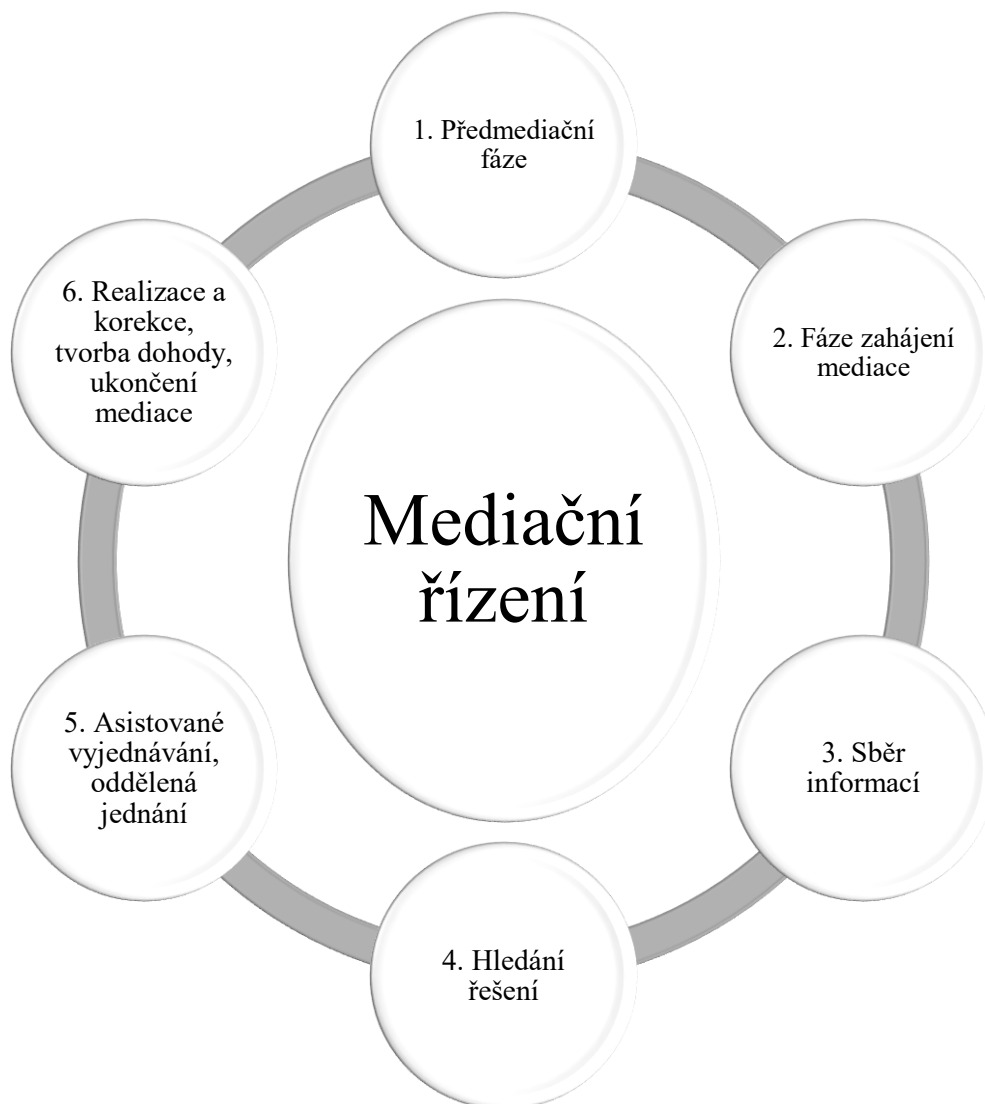 1. Předmediační
fáze
2. Fáze zahájení
mediace
3. Sběr
informací
4. Hledání
řešení
5. Asistované
vyjednávání,
oddělená
jednání
6. Realizace a
korekce,
tvorba dohody,
ukončení
mediace
Mediační
řízení